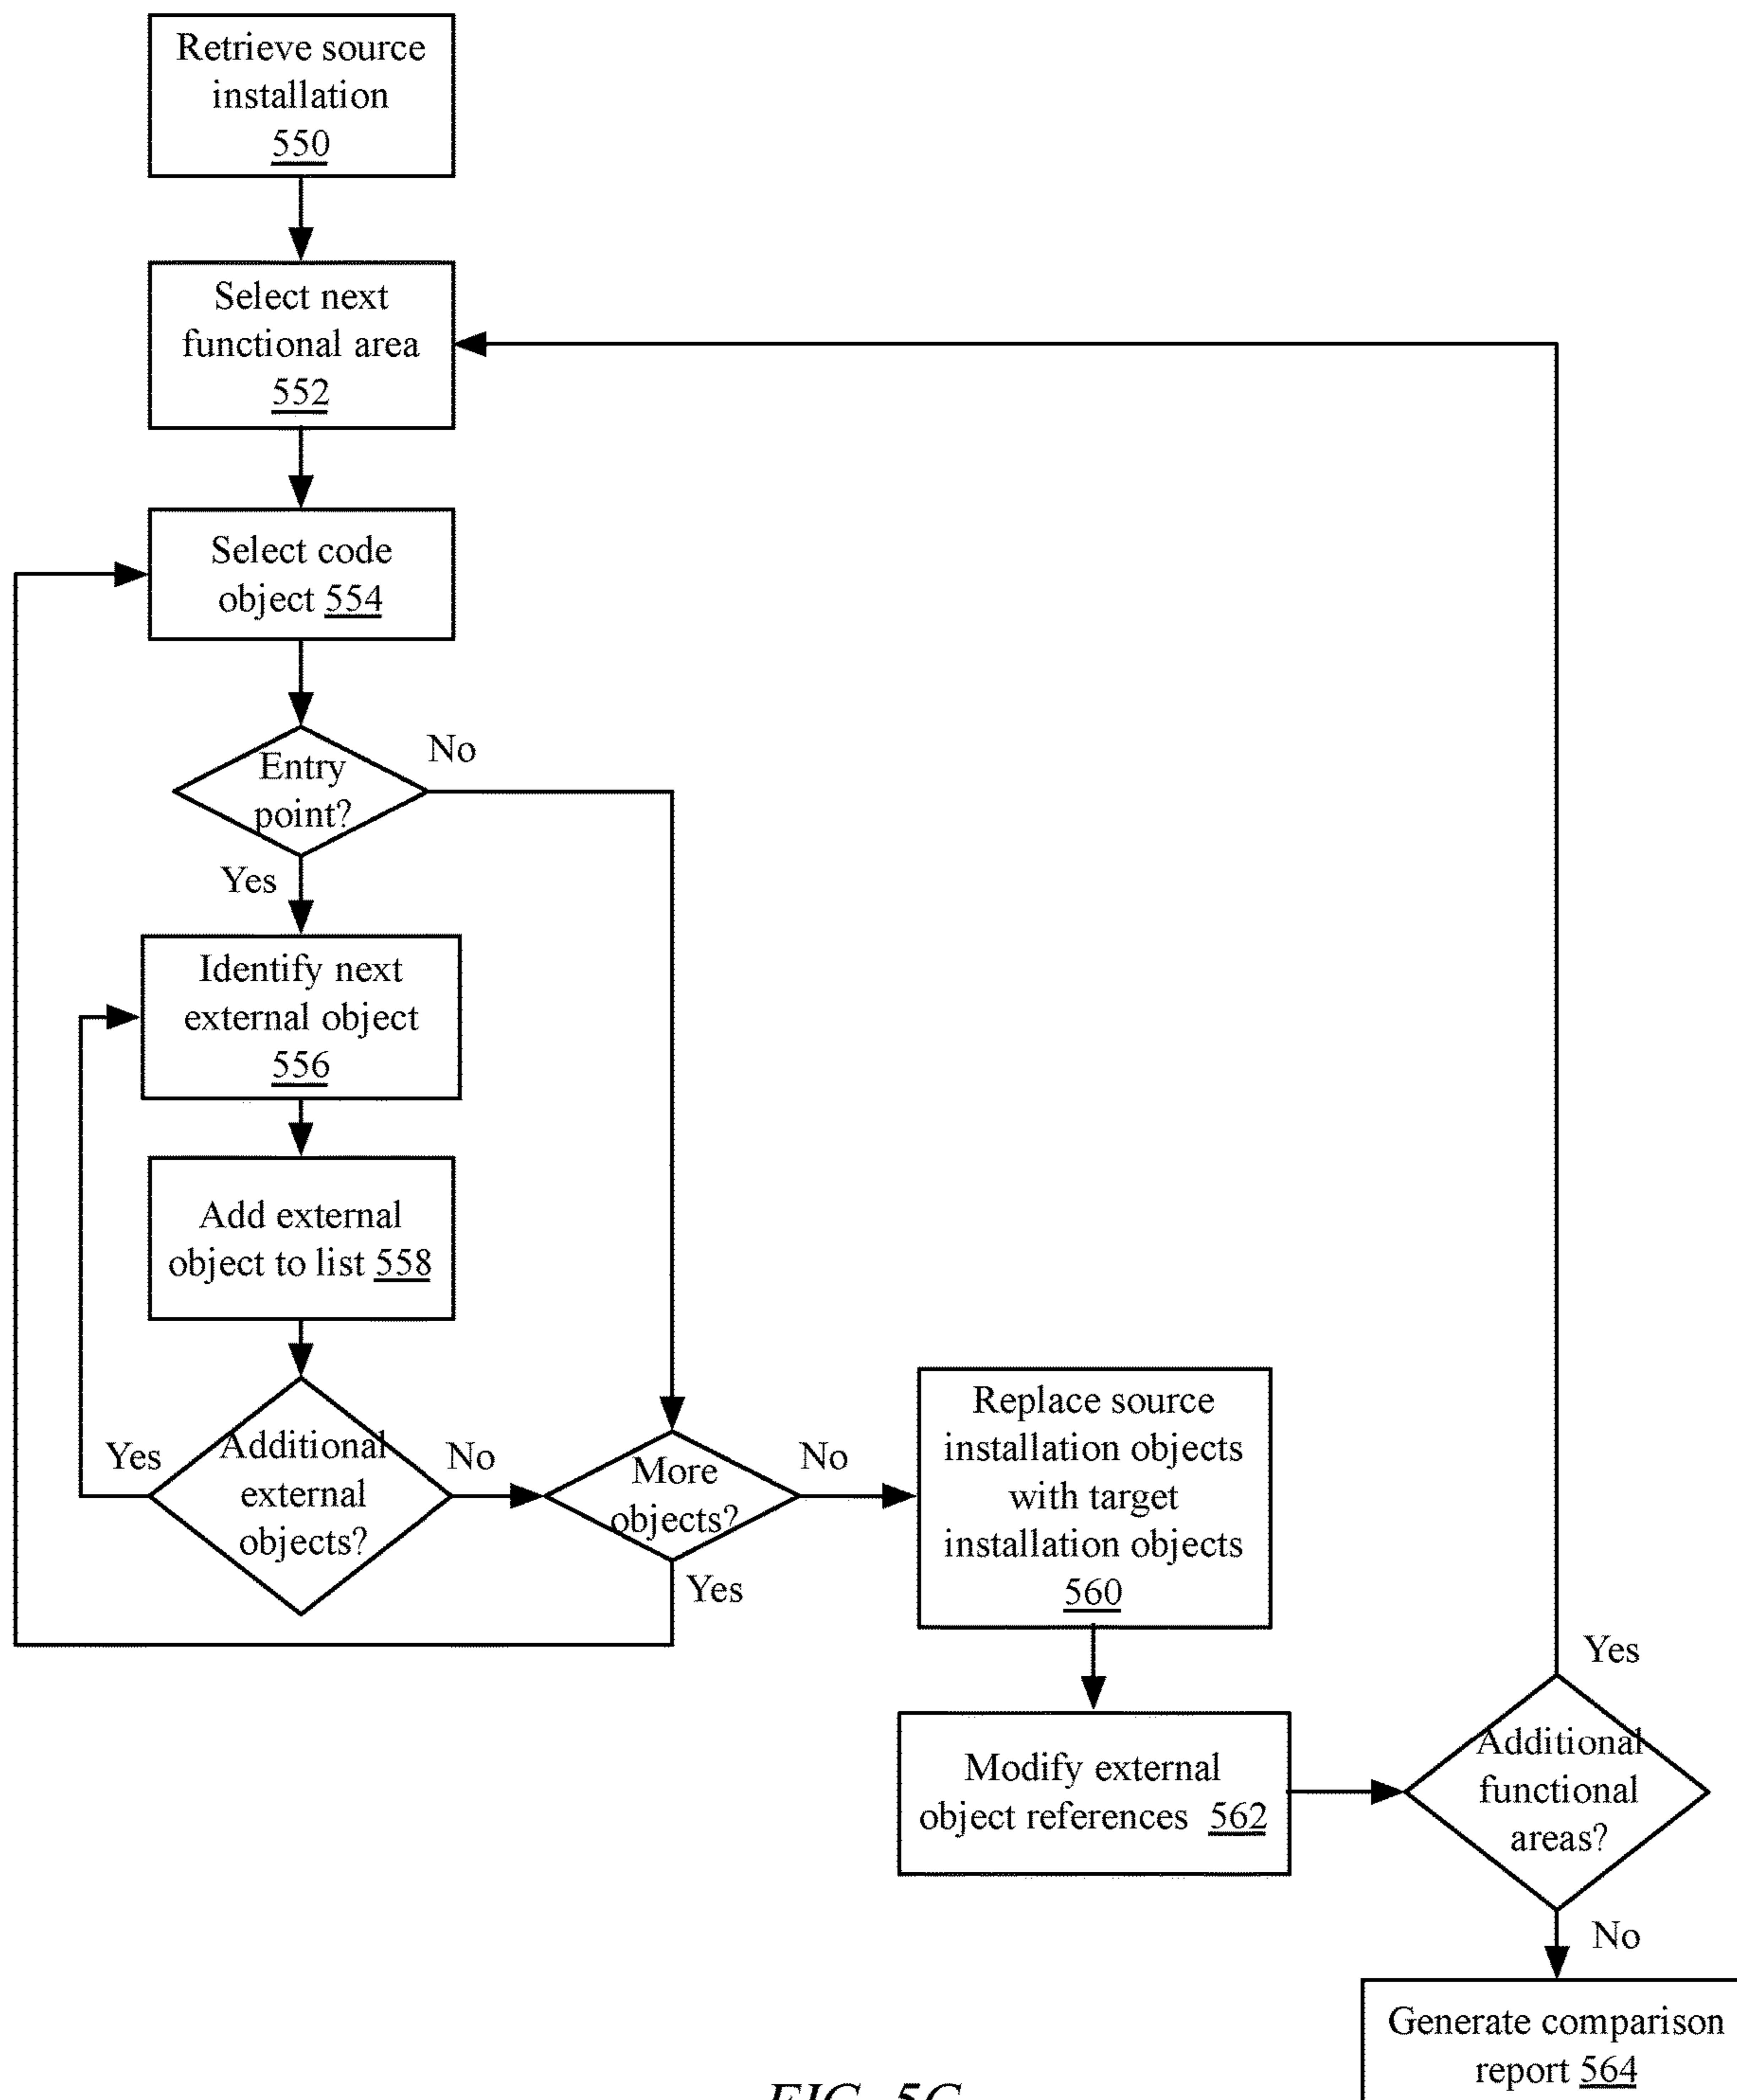 Retrieve source
installation
550
Select next
functional area
552
Select code
object 554
Entry
point?
No
Yes
Identify next
external object
556
Add external
object to list 558
Additional
external
objects?
Yes
No
More
objects?
No
Yes
Replace source
installation objects
with target
installation objects
560
Modify external
object references 562
Additional
functional
areas?
Yes
No
Generate comparison
report 564
FIG. 5C